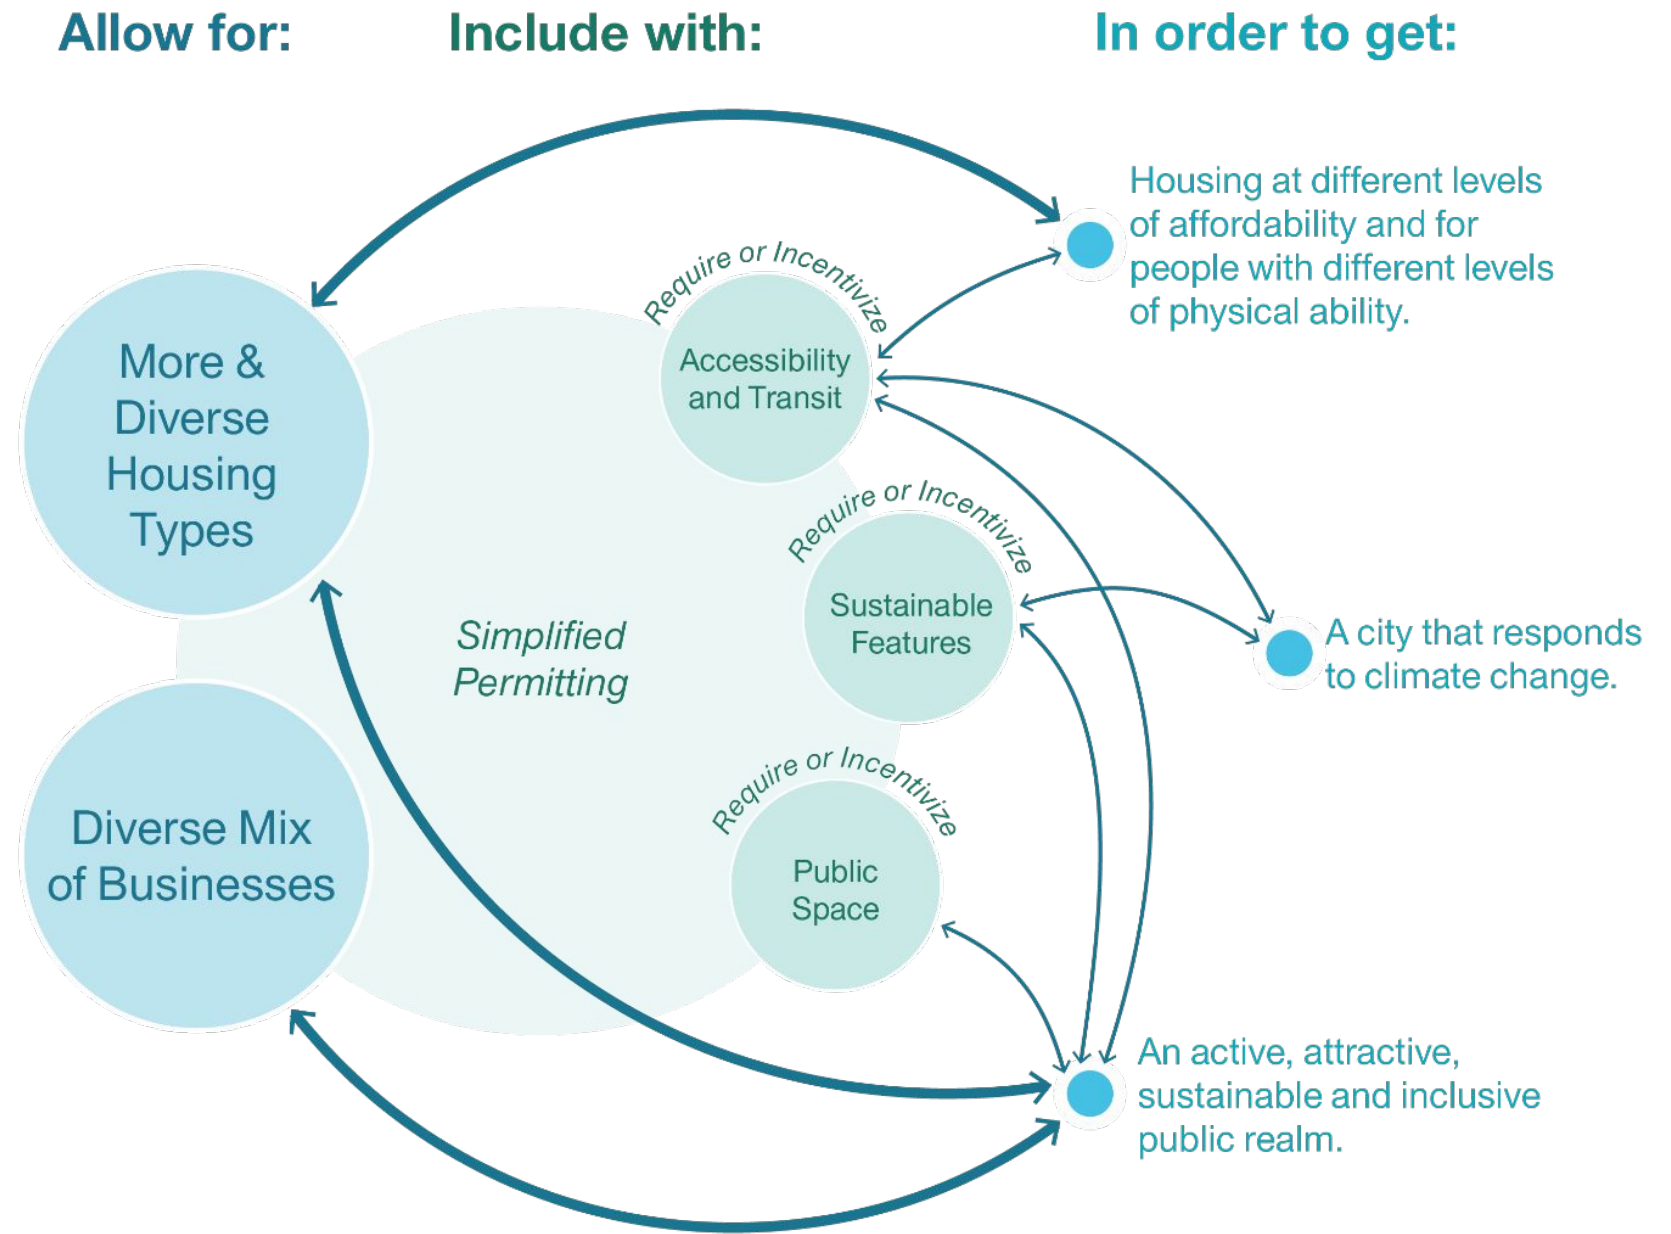 Allow for:
Include with:
In order to get:
Housing at different levels
of affordability and for
people with different levels
of physical ability.
Require or Incentivize
Accessibility
and Transit
More &
Diverse
Housing
Types
Require or Incentivize
Sustainable
Features
Simplified
Permitting
A city that responds
to climate change.
Require or Incentivize
Public
Space
Diverse Mix
of Businesses
An active, attractive,
sustainable and inclusive
public realm.